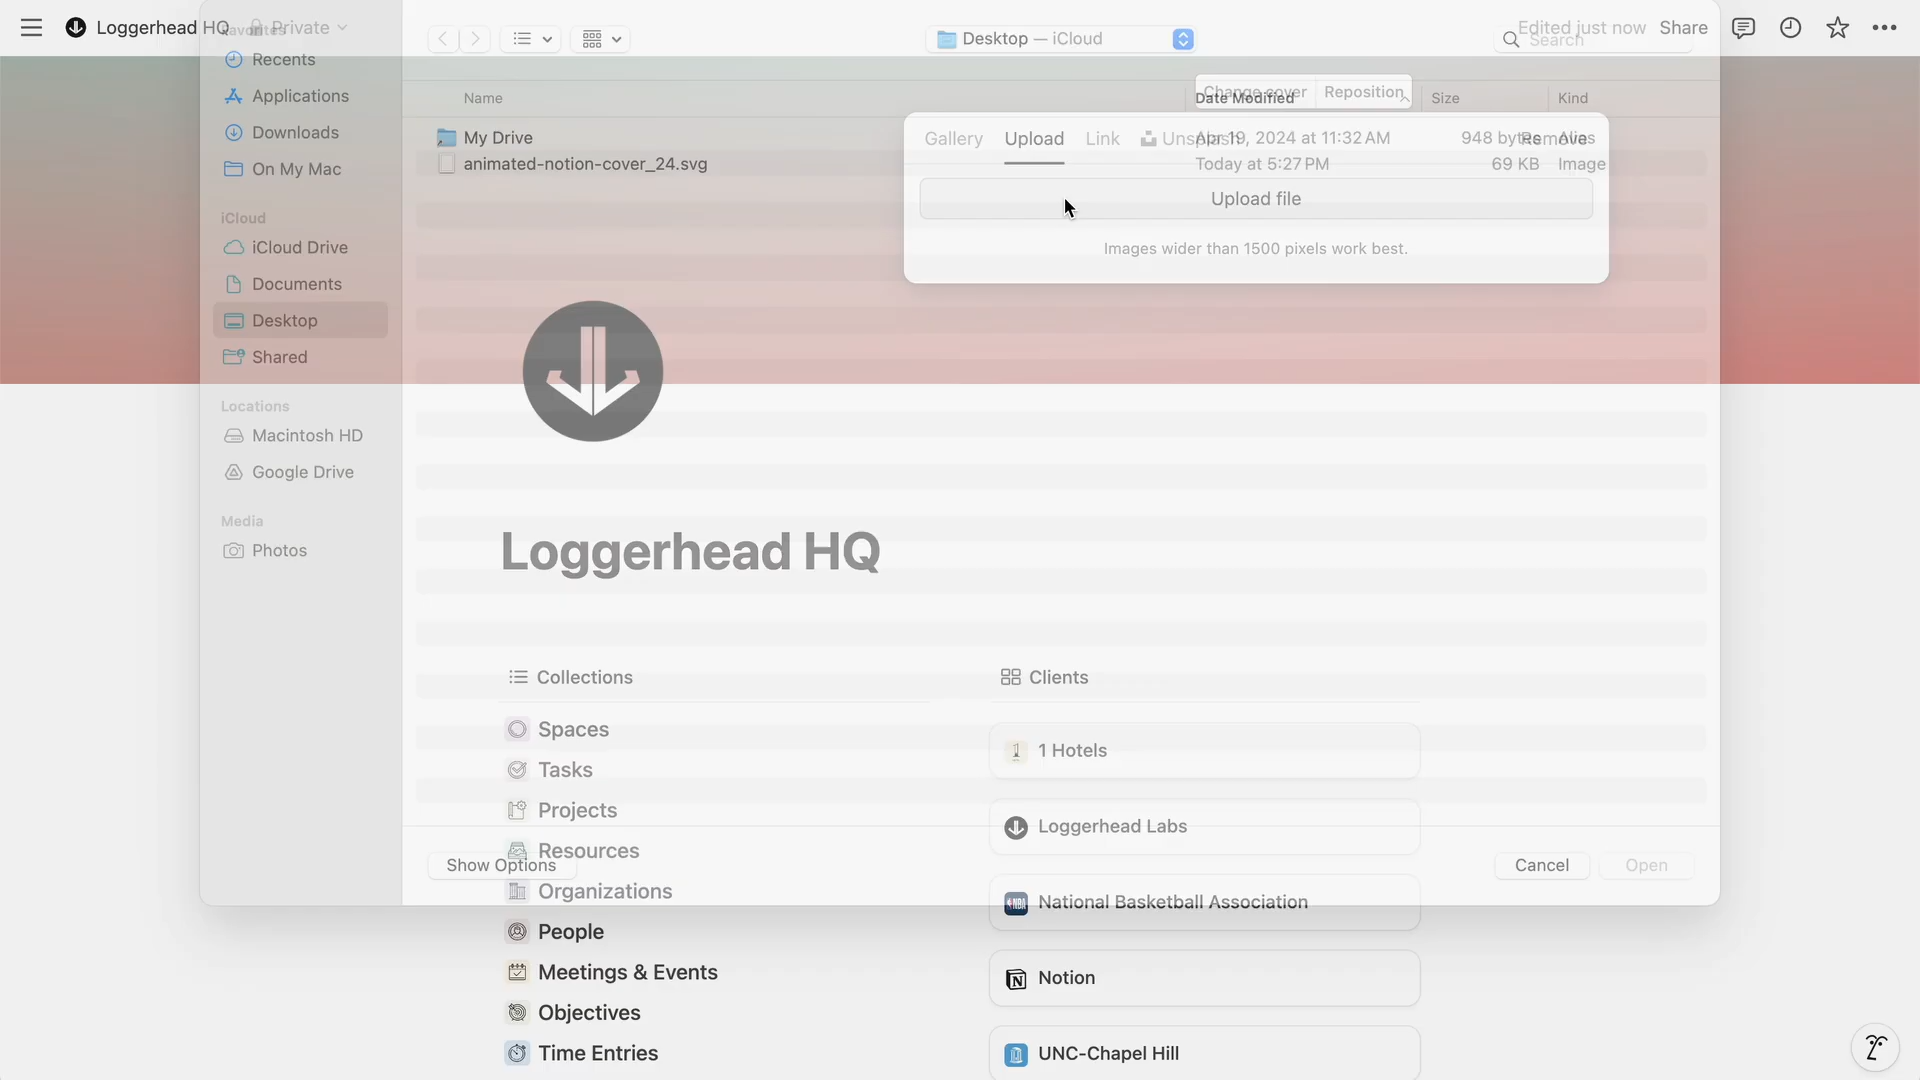 Loggerhead HQ
Private
Edited just now
Share
Favorites
Recents
Applications
Downloads
On My Mac
iCloud
iCloud Drive
Documents
Desktop
Shared
Locations
Macintosh HD
Google Drive
Media
Photos
Desktop — iCloud
Search
Change cover
Reposition
Name
Date Modified
Size
Kind
My Drive
Apr 19, 2024 at 11:32 AM
948 bytes
Alias
animated-notion-cover_24.svg
Today at 5:27 PM
69 KB
Image
Gallery
Upload
Link
Unsplash
Remove
Upload file
Images wider than 1500 pixels work best.
Loggerhead HQ
Collections
Spaces
Tasks
Projects
Resources
Organizations
People
Meetings & Events
Objectives
Time Entries
Clients
1 Hotels
Loggerhead Labs
NBA
National Basketball Association
Notion
UNC-Chapel Hill
Show Options
Cancel
Open